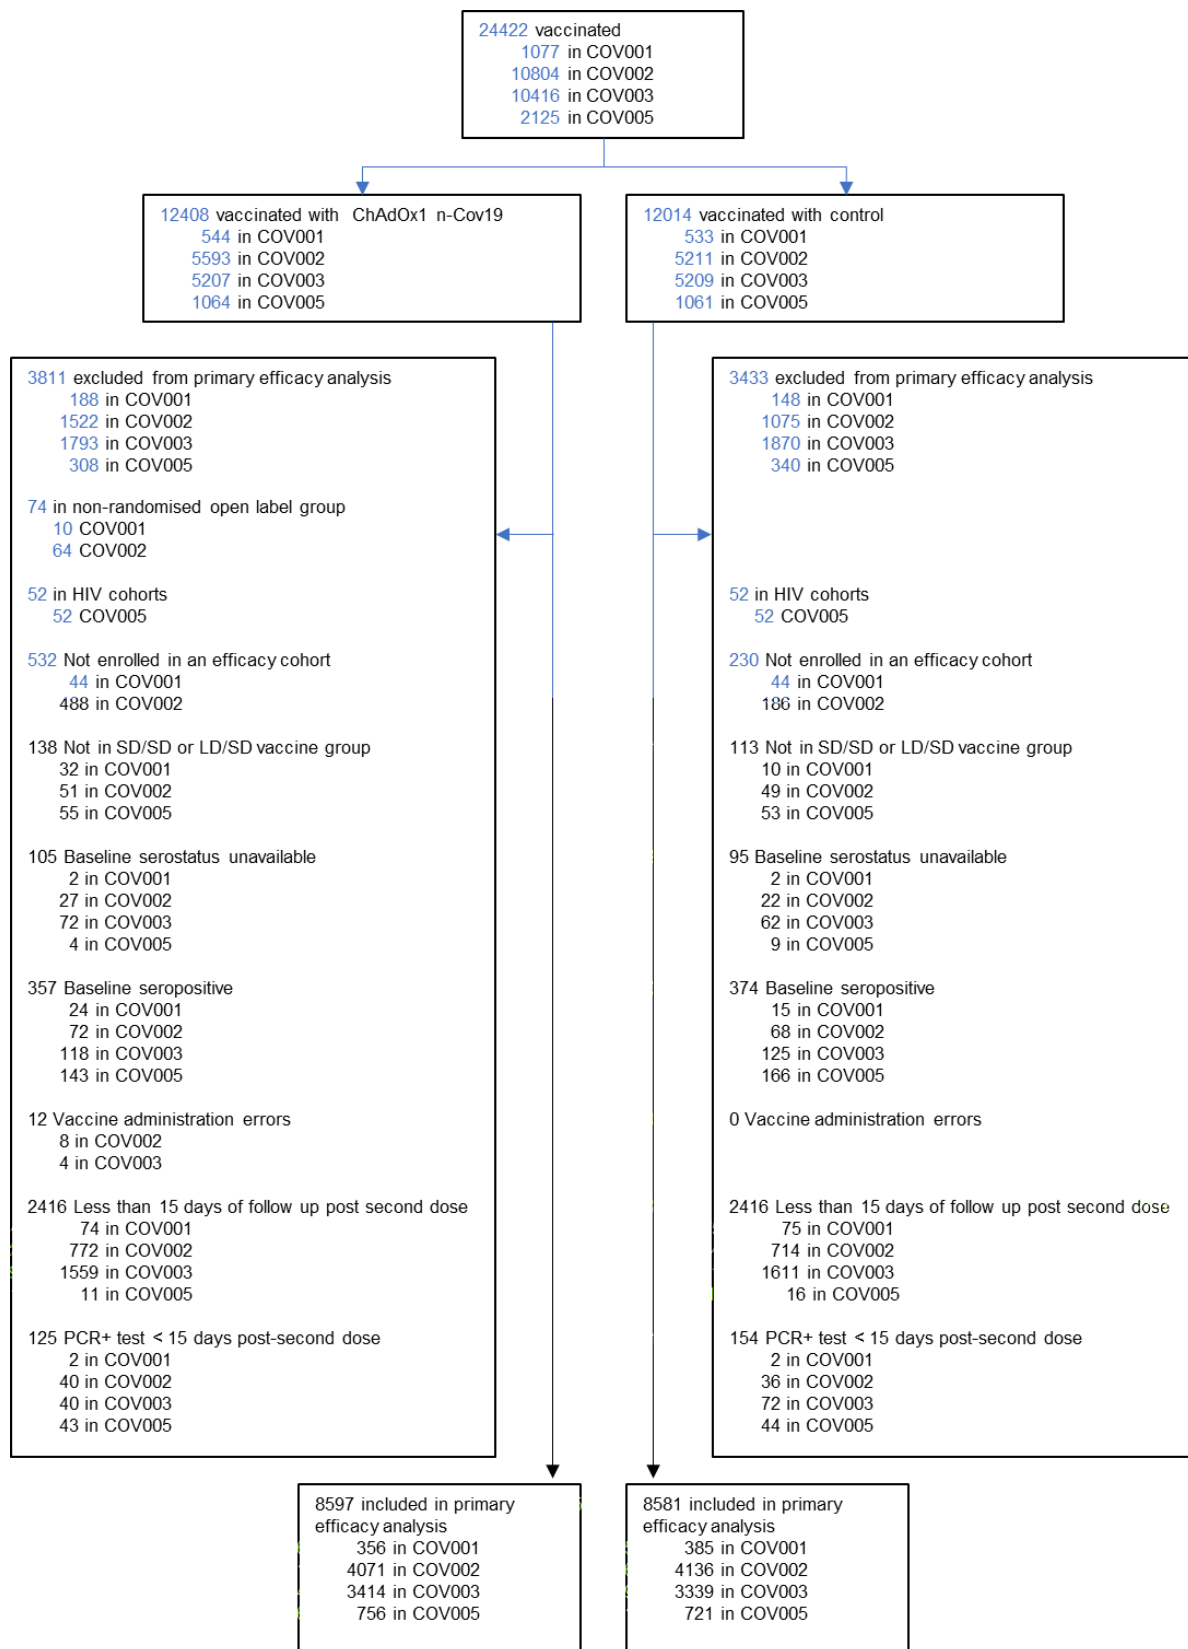 24422 vaccinated
1077 in COV001
10804 in COV002
10416 in COV003
2125 in COV005
12408 vaccinated with ChAdOx1 n-Cov19
544 in COV001
5593 in COV002
5207 in COV003
1064 in COV005
12014 vaccinated with control
533 in COV001
5211 in COV002
5209 in COV003
1061 in COV005
3811 excluded from primary efficacy analysis
188 in COV001
1522 in COV002
1793 in COV003
308 in COV005
74 in non-randomised open label group
10 COV001
64 COV002
52 in HIV cohorts
52 COV005
532 Not enrolled in an efficacy cohort
44 in COV001
488 in COV002
138 Not in SD/SD or LD/SD vaccine group
32 in COV001
51 in COV002
55 in COV005
105 Baseline serostatus unavailable
2 in COV001
27 in COV002
72 in COV003
4 in COV005
357 Baseline seropositive
24 in COV001
72 in COV002
118 in COV003
143 in COV005
12 Vaccine administration errors
8 in COV002
4 in COV003
2416 Less than 15 days of follow up post second dose
74 in COV001
772 in COV002
1559 in COV003
11 in COV005
125 PCR+ test < 15 days post-second dose
2 in COV001
40 in COV002
40 in COV003
43 in COV005
3433 excluded from primary efficacy analysis
148 in COV001
1075 in COV002
1870 in COV003
340 in COV005
52 in HIV cohorts
52 COV005
230 Not enrolled in an efficacy cohort
44 in COV001
186 in COV002
113 Not in SD/SD or LD/SD vaccine group
10 in COV001
49 in COV002
53 in COV005
95 Baseline serostatus unavailable
2 in COV001
22 in COV002
62 in COV003
9 in COV005
374 Baseline seropositive
15 in COV001
68 in COV002
125 in COV003
166 in COV005
0 Vaccine administration errors
2416 Less than 15 days of follow up post second dose
75 in COV001
714 in COV002
1611 in COV003
16 in COV005
154 PCR+ test < 15 days post-second dose
2 in COV001
36 in COV002
72 in COV003
44 in COV005
8597 included in primary
efficacy analysis
356 in COV001
4071 in COV002
3414 in COV003
756 in COV005
8581 included in primary
efficacy analysis
385 in COV001
4136 in COV002
3339 in COV003
721 in COV005